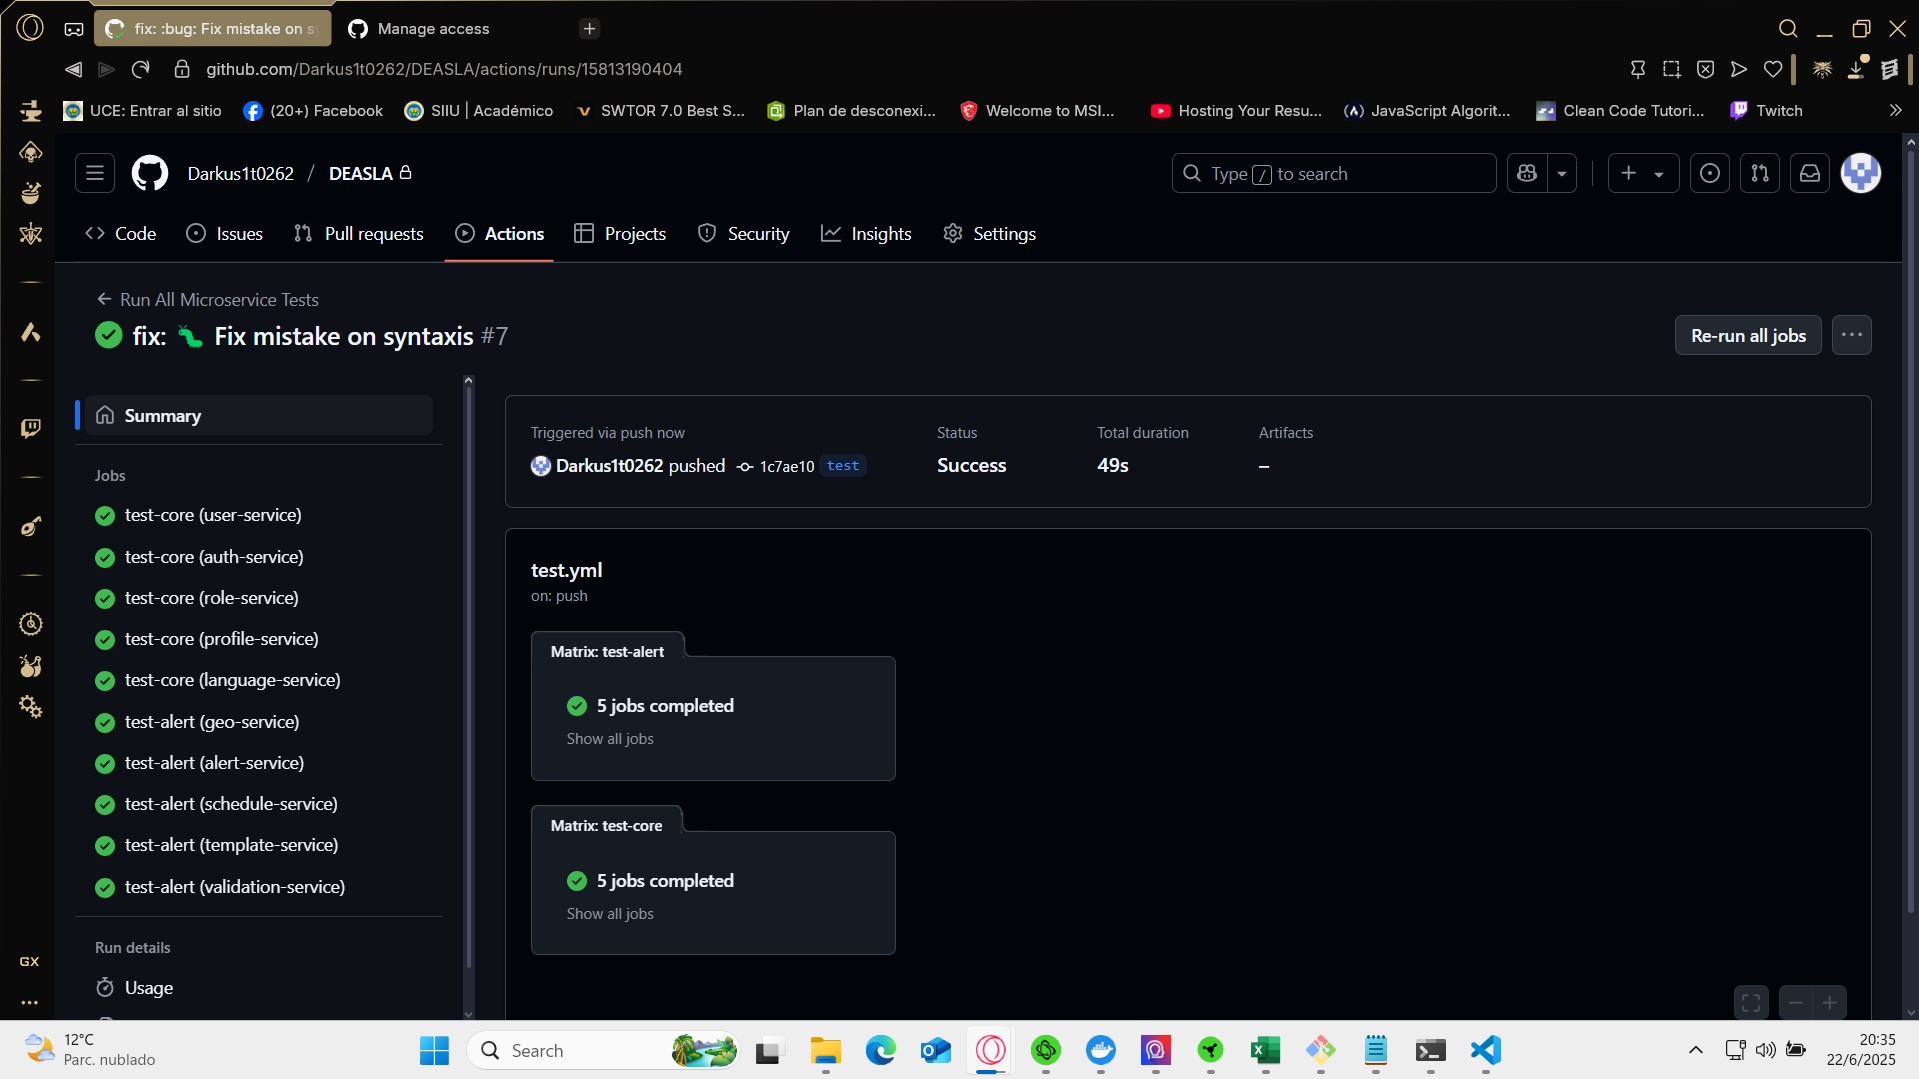 fix: :bug: Fix mistake on s
Manage access
github.com/Darkus1t0262/DEASLA/actions/runs/15813190404
UCE: Entrar al sitio
(20+) Facebook
SIIU | Académico
SWTOR 7.0 Best S...
Plan de desconexi...
Welcome to MSI...
Hosting Your Resu...
JavaScript Algorit...
Clean Code Tutori...
Twitch
Darkus1t0262 / DEASLA
Type / to search
Code
Issues
Pull requests
Actions
Projects
Security
Insights
Settings
Run All Microservice Tests
fix: 🐛 Fix mistake on syntaxis #7
Re-run all jobs
Summary
Jobs
test-core (user-service)
test-core (auth-service)
test-core (role-service)
test-core (profile-service)
test-core (language-service)
test-alert (geo-service)
test-alert (alert-service)
test-alert (schedule-service)
test-alert (template-service)
test-alert (validation-service)
Run details
Usage
Triggered via push now
Darkus1t0262 pushed 1c7ae10 test
Status
Success
Total duration
49s
Artifacts
–
test.yml
on: push
Matrix: test-alert
5 jobs completed
Show all jobs
Matrix: test-core
5 jobs completed
Show all jobs
GX
12°C
Parc. nublado
Search
20:35
22/6/2025